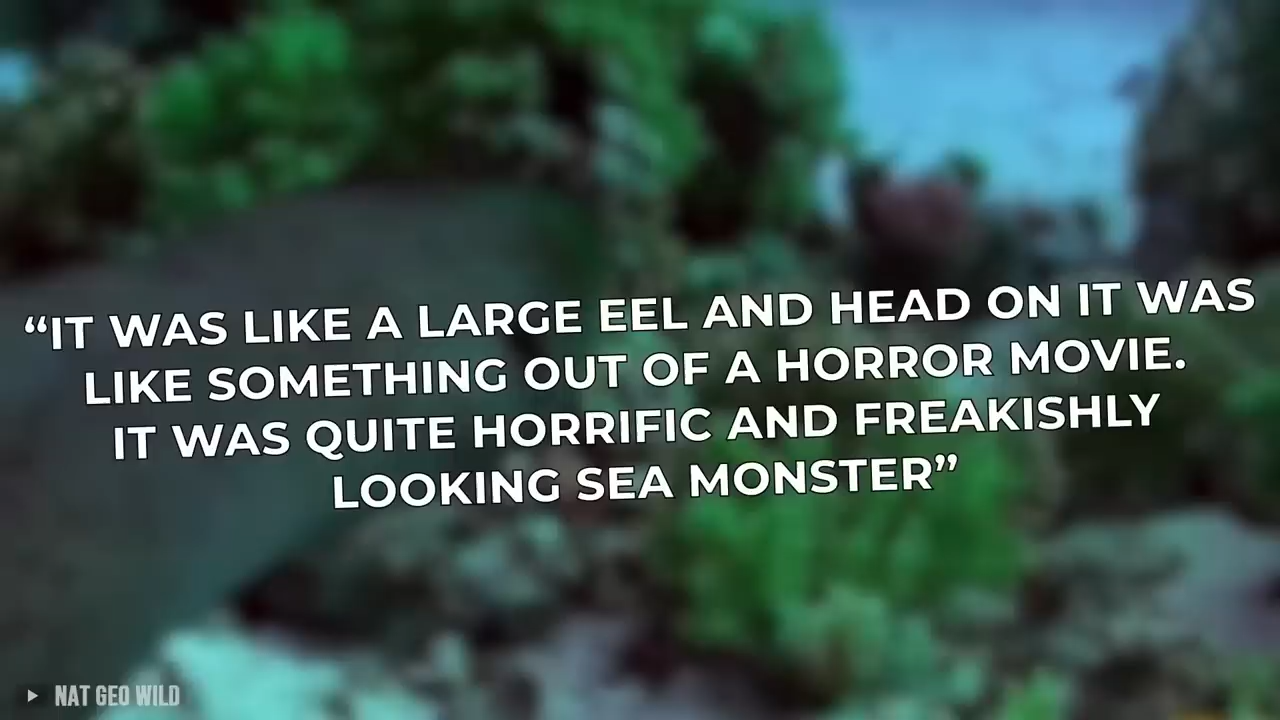 “IT WAS LIKE A LARGE EEL AND HEAD ON IT WAS
LIKE SOMETHING OUT OF A HORROR MOVIE.
IT WAS QUITE HORRIFIC AND FREAKISHLY
LOOKING SEA MONSTER”
NAT GEO WILD